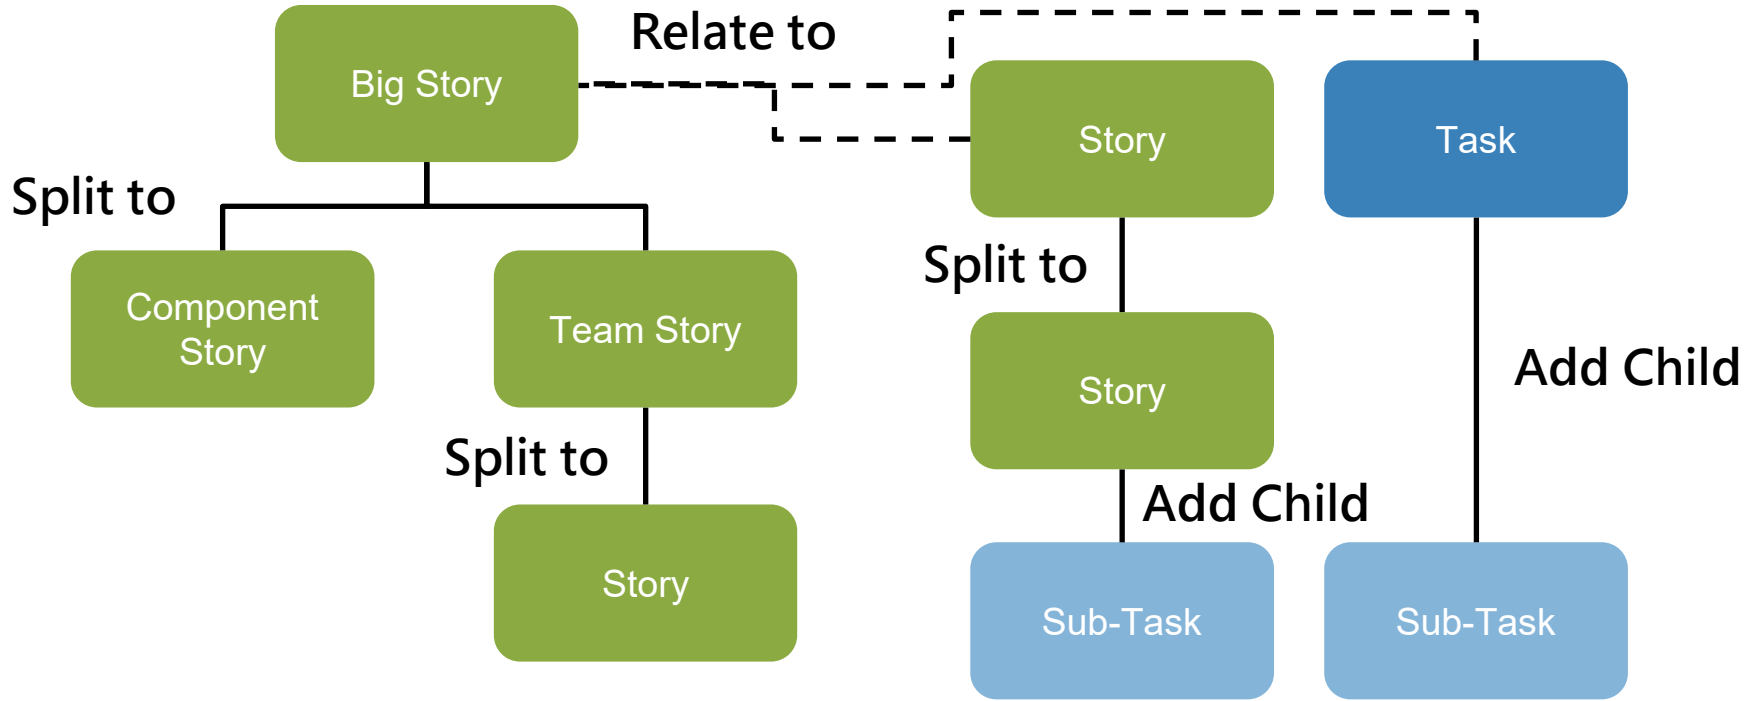 Relate to
Big Story
Story
Task
Split to
Split to
Component
Story
Team Story
Add Child
Story
Split to
Add Child
Story
Sub-Task
Sub-Task